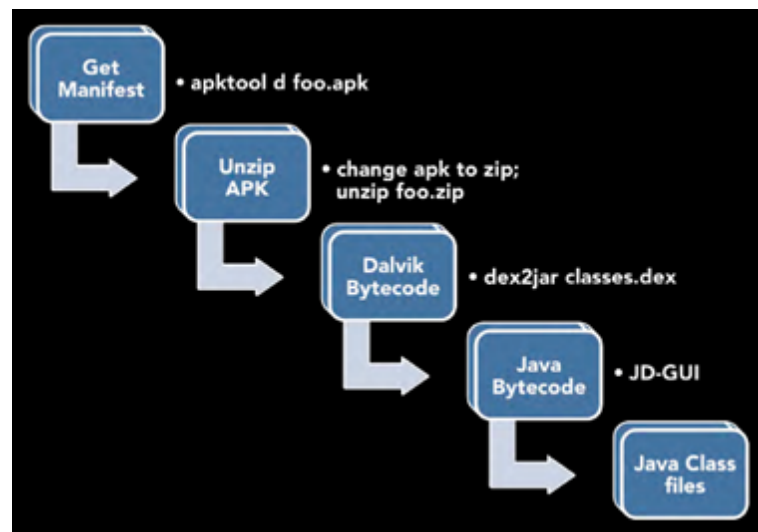 Get
Manifest
• apktool d foo.apk
Unzip
APK
• change apk to zip;
unzip foo.zip
Dalvik
Bytecode
• dex2jar classes.dex
Java
Bytecode
• JD-GUI
Java Class
files